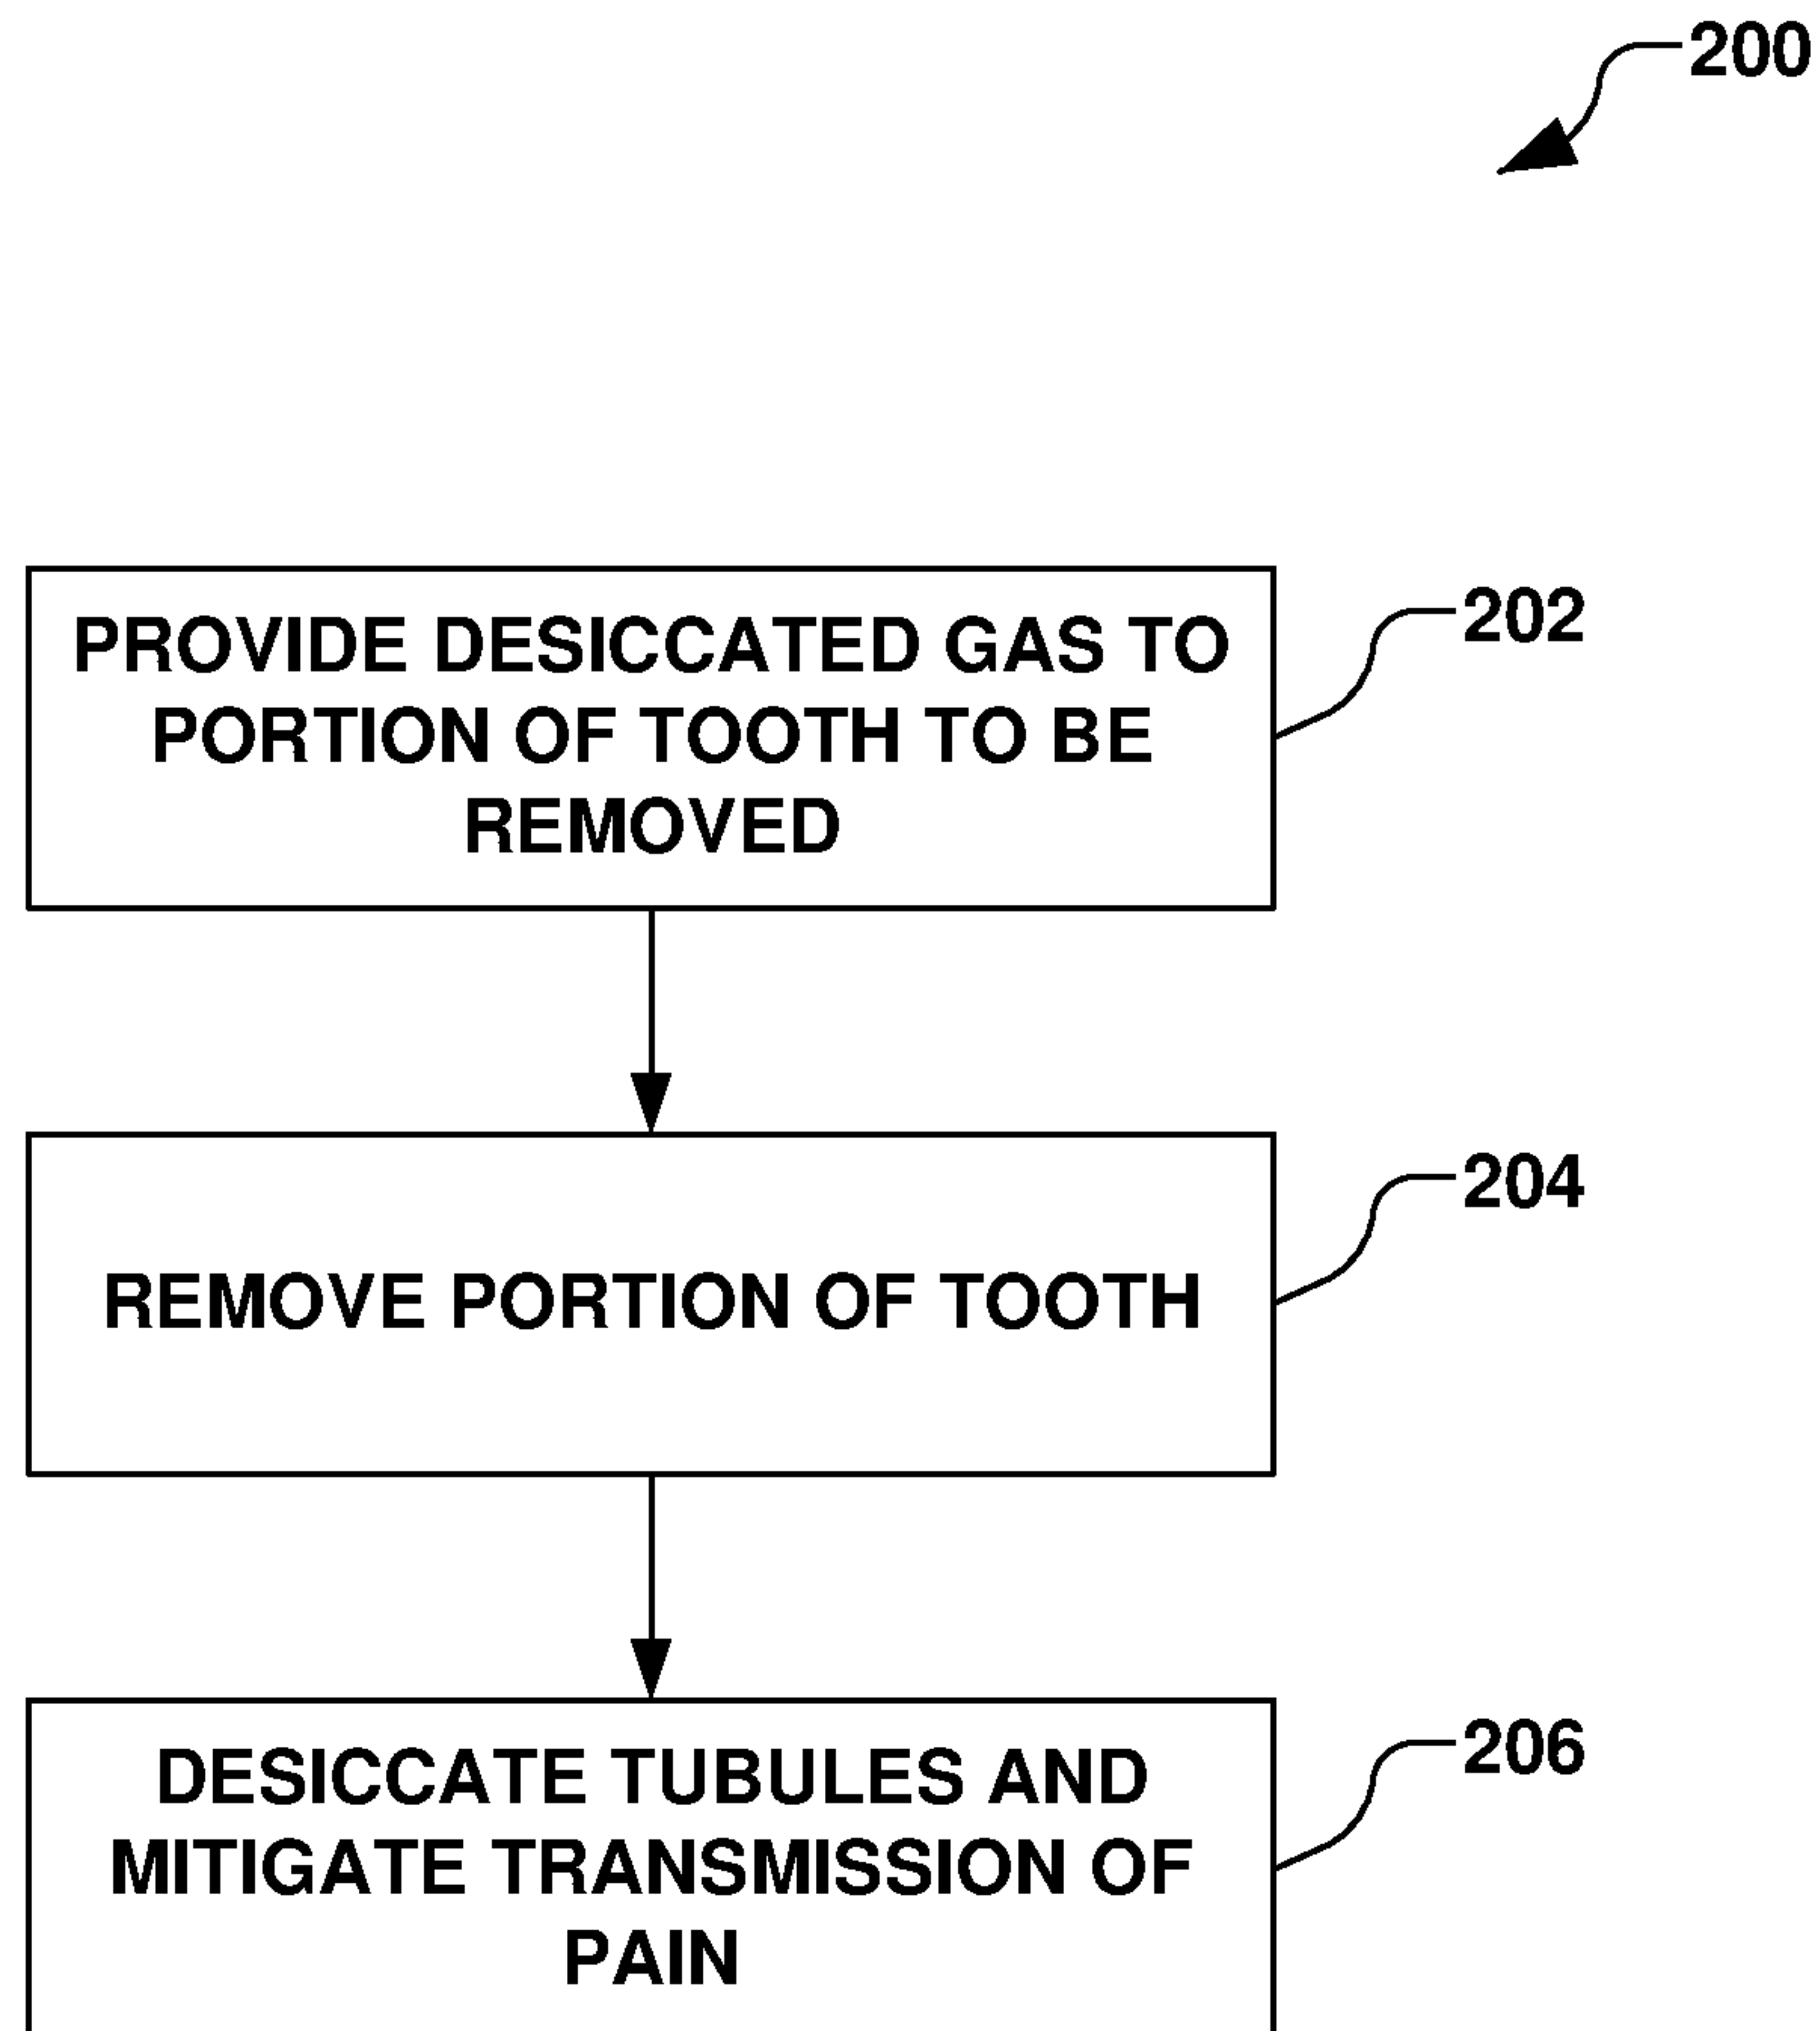 200
PROVIDE DESICCATED GAS TO
PORTION OF TOOTH TO BE
REMOVED
202
REMOVE PORTION OF TOOTH
204
DESICCATE TUBULES AND
MITIGATE TRANSMISSION OF
PAIN
206